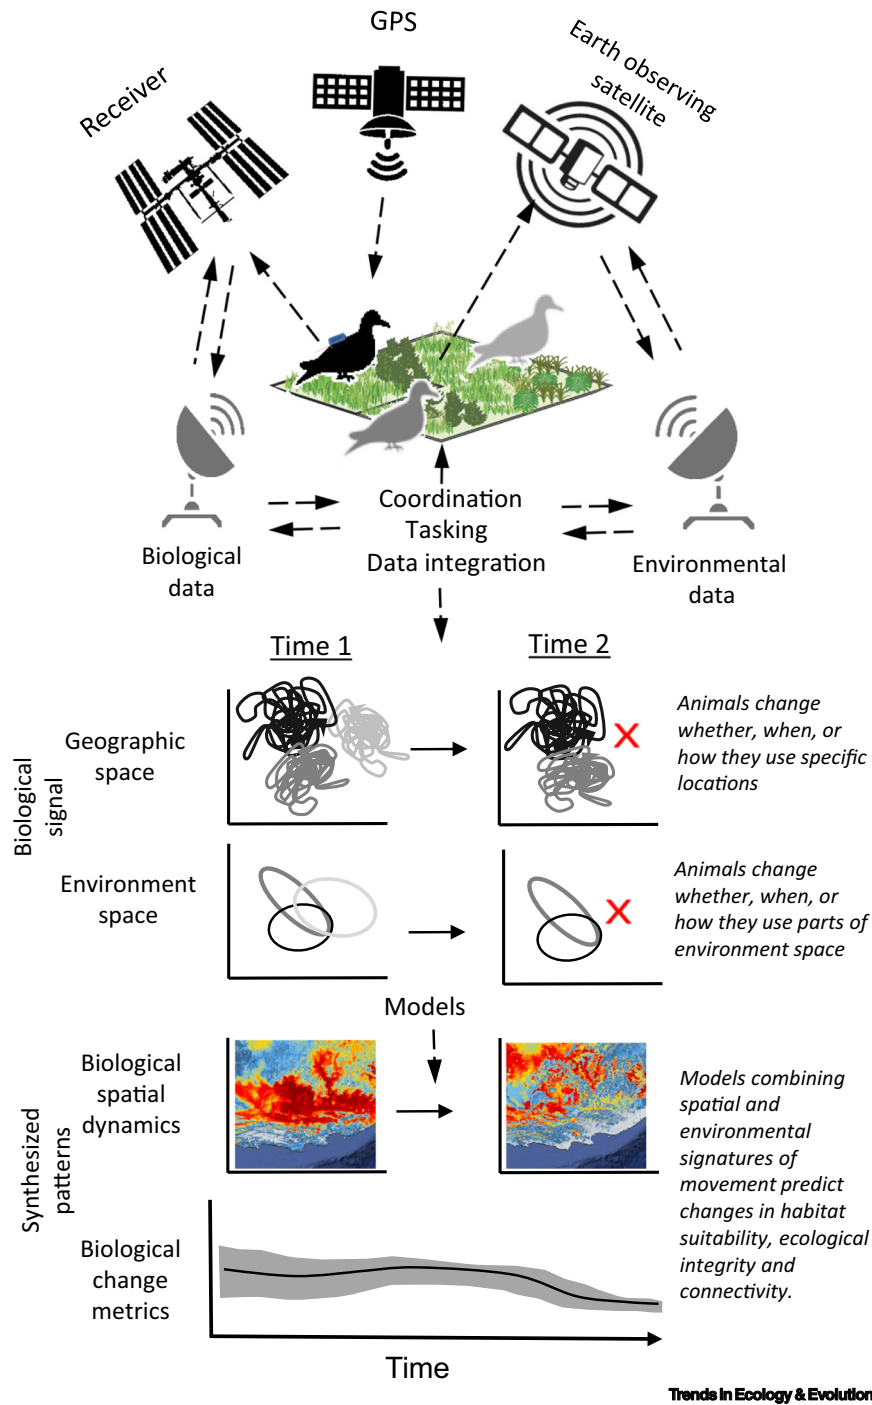 GPS
Receiver
Earth observing
satellite
Coordination
Tasking
Data integration
Biological
data
Environmental
data
Time 1
Time 2
Biological
signal
Geographic
space
Animals change
whether, when, or
how they use specific
locations
Environment
space
Animals change
whether, when, or
how they use parts of
environment space
Models
Synthesized
patterns
Biological
spatial
dynamics
Models combining
spatial and
environmental
signatures of
movement predict
changes in habitat
suitability, ecological
integrity and
connectivity.
Biological
change
metrics
Time
Trends in Ecology & Evolution